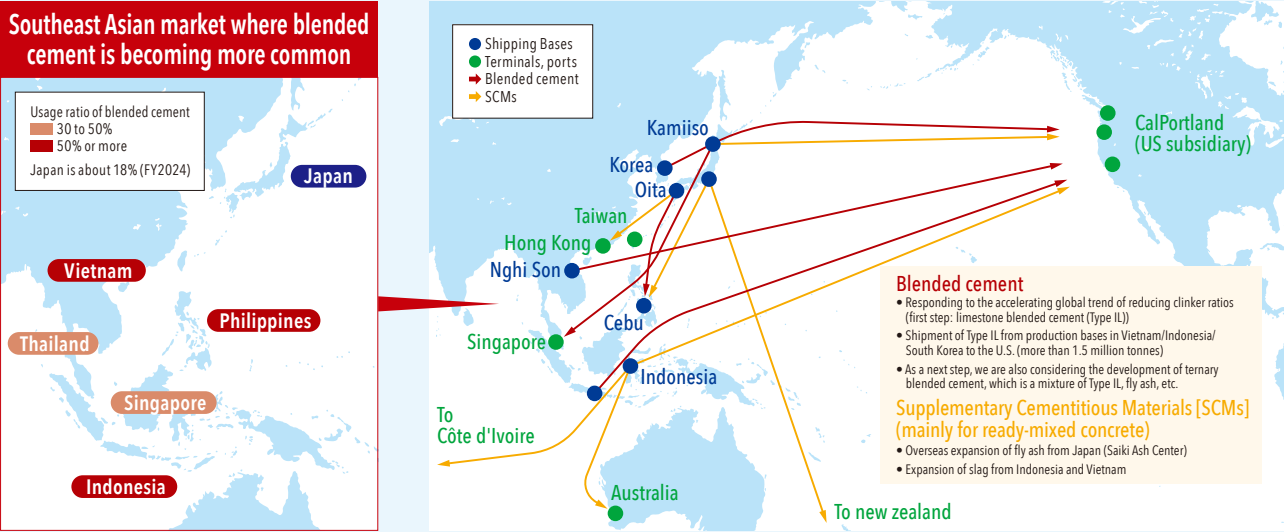 Southeast Asian market where blended
cement is becoming more common
Usage ratio of blended cement
30 to 50%
50% or more
Japan is about 18% (FY2024)
Japan
Vietnam
Philippines
Thailand
Singapore
Indonesia
Shipping Bases
Terminals, ports
Blended cement
SCMs
Kamiiso
Korea
Oita
Taiwan
Hong Kong
Nghi Son
Cebu
Singapore
Indonesia
To
Côte d'Ivoire
Australia
To new zealand
CalPortland
(US subsidiary)
Blended cement
• Responding to the accelerating global trend of reducing clinker ratios
(first step: limestone blended cement (Type IL))
• Shipment of Type IL from production bases in Vietnam/Indonesia/
South Korea to the U.S. (more than 1.5 million tonnes)
• As a next step, we are also considering the development of ternary
blended cement, which is a mixture of Type IL, fly ash, etc.
Supplementary Cementitious Materials [SCMs]
(mainly for ready-mixed concrete)
• Overseas expansion of fly ash from Japan (Saiki Ash Center)
• Expansion of slag from Indonesia and Vietnam